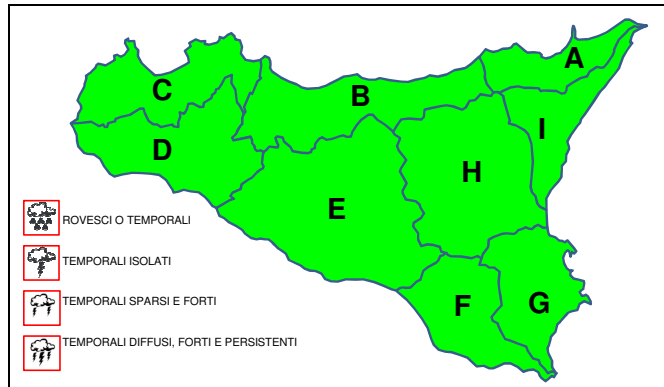 A
B
C
I
D
H
E
F
G
ROVESCI O TEMPORALI
TEMPORALI ISOLATI
TEMPORALI SPARSI E FORTI
TEMPORALI DIFFUSI, FORTI E PERSISTENTI